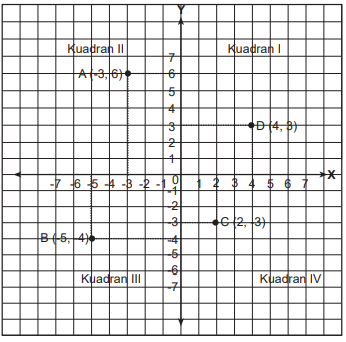 Y
Kuadran II
Kuadran I
7
A (-3, 6)
6
5
4
3
D (4, 3)
2
1
0
X
-7 -6 -5 -4 -3 -2 -1 1 2 3 4 5 6 7
-1
-2
-3
C (2, -3)
B (-5, -4)
-4
-5
-6
Kuadran III
Kuadran IV
-7